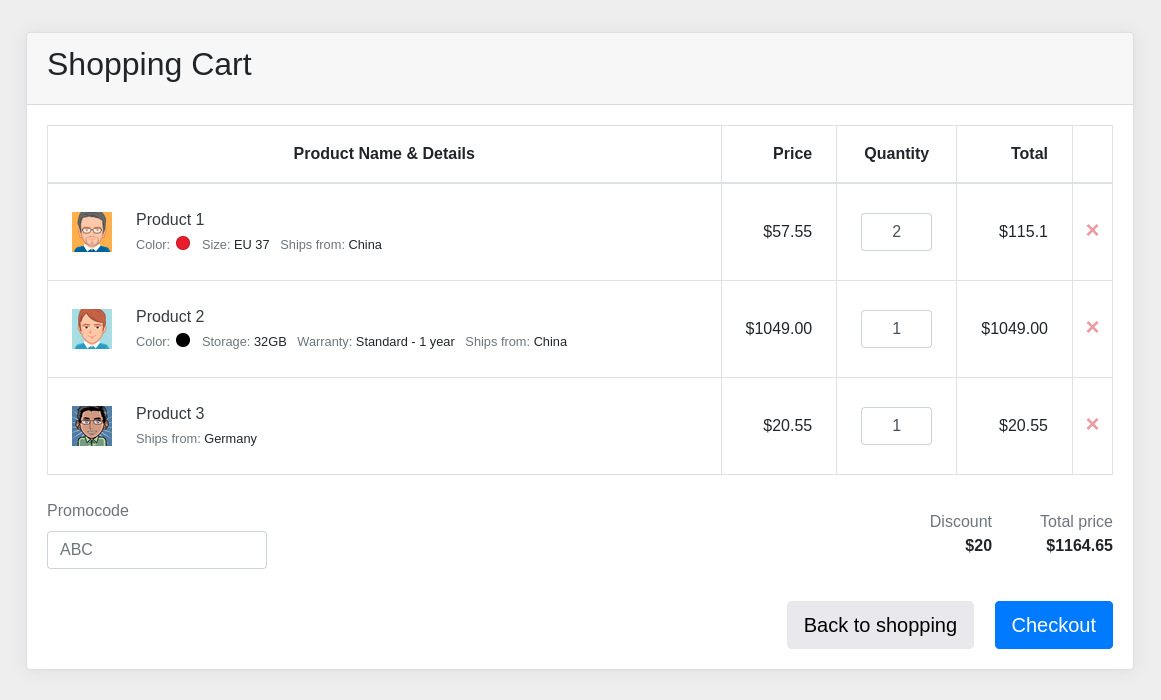 Shopping Cart
Product Name & Details Price Quantity Total
Product 1
Color: Size: EU 37 Ships from: China
$57.55 2 $115.1 ×
Product 2
Color: Storage: 32GB Warranty: Standard - 1 year Ships from: China
$1049.00 1 $1049.00 ×
Product 3
Ships from: Germany
$20.55 1 $20.55 ×
Promocode
ABC
Discount Total price
$20 $1164.65
Back to shopping Checkout